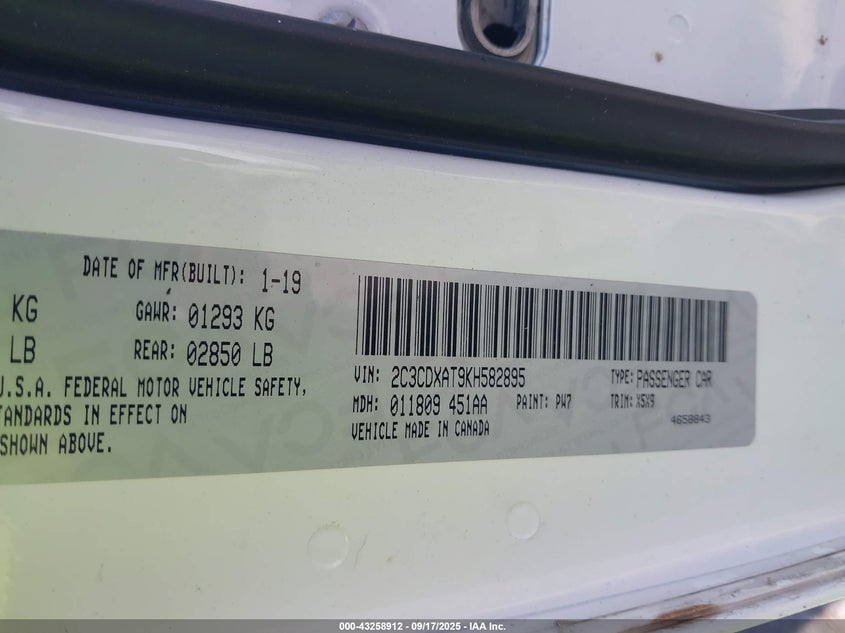 DATE OF MFR(BUILT): 1-19
KG GAWR: 01293 KG
LB REAR: 02850 LB
U.S.A. FEDERAL MOTOR VEHICLE SAFETY,
TANDARDS IN EFFECT ON
SHOWN ABOVE.
VIN: 2C3CDXAT9KH582895 TYPE: PASSENGER CAR
MDH: 011809 451AA PAINT: PW7 TRIM: X5X9
VEHICLE MADE IN CANADA 4658843
000-43258912 - 09/17/2025 - IAA Inc.